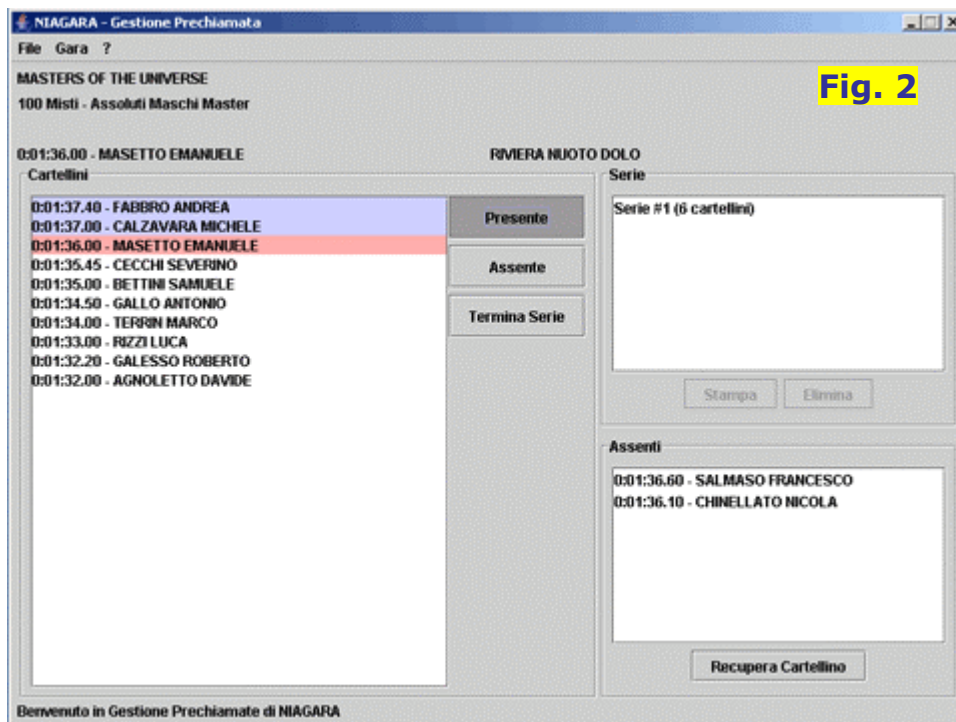 NIAGARA - Gestione Prechiamata
File Gara ?
MASTERS OF THE UNIVERSE
100 Misti - Assoluti Maschi Master
Fig. 2
0:01:36.00 - MASETTO EMANUELE
RIVIERA NUOTO DOLO
Cartellini
0:01:37.40 - FABBRO ANDREA
0:01:37.00 - CALZAVARA MICHELE
0:01:36.00 - MASETTO EMANUELE
0:01:35.45 - CECCHI SEVERINO
0:01:35.00 - BETTINI SAMUELE
0:01:34.50 - GALLO ANTONIO
0:01:34.00 - TERRIN MARCO
0:01:33.00 - RIZZI LUCA
0:01:32.20 - GALESSO ROBERTO
0:01:32.00 - AGNOLETTO DAVIDE
Presente
Assente
Termina Serie
Serie
Serie #1 (6 cartellini)
Stampa
Elimina
Assenti
0:01:36.60 - SALMASO FRANCESCO
0:01:36.10 - CHINELLATO NICOLA
Recupera Cartellino
Benvenuto in Gestione Prechiamate di NIAGARA